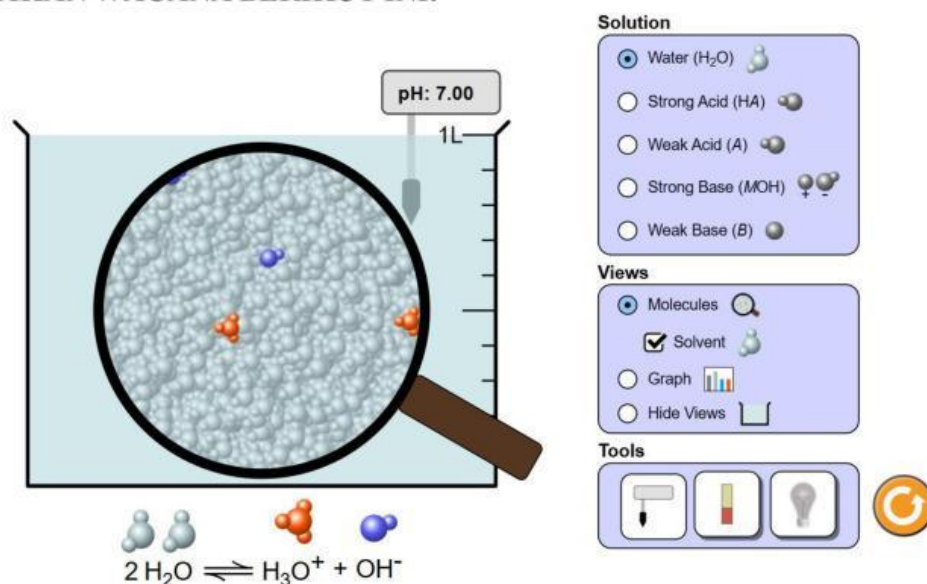 Solution
Water (H₂O)
Strong Acid (HA)
Weak Acid (A)
Strong Base (MOH)
+ -
Weak Base (B)
pH: 7.00
1L
Views
Molecules
Solvent
Graph
Hide Views
Tools
2 H₂O ⇌ H₃O⁺ + OH⁻